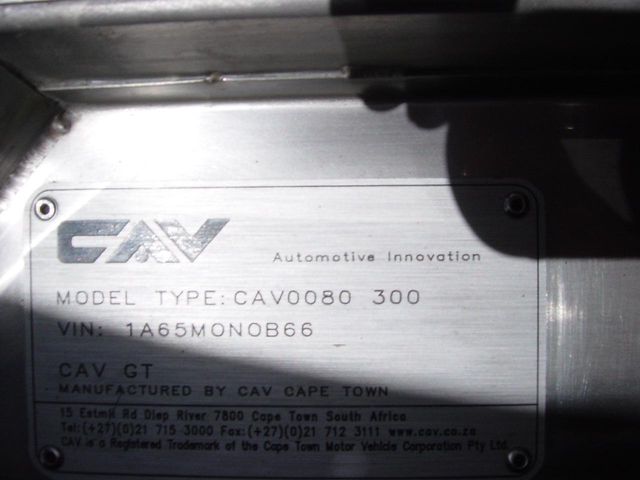 CAV
Automotive Innovation
MODEL TYPE: CAV0080 300
VIN: 1A65MONOB66
CAV GT
MANUFACTURED BY CAV CAPE TOWN
15 Estmil Rd Diep River 7800 Cape Town South Africa
Tel:(+27)(0)21 715 3000 Fax:(+27)(0)21 712 3111 www.cav.co.za
CAV is a Registered Trademark of the Cape Town Motor Vehicle Corporation Pty Ltd.